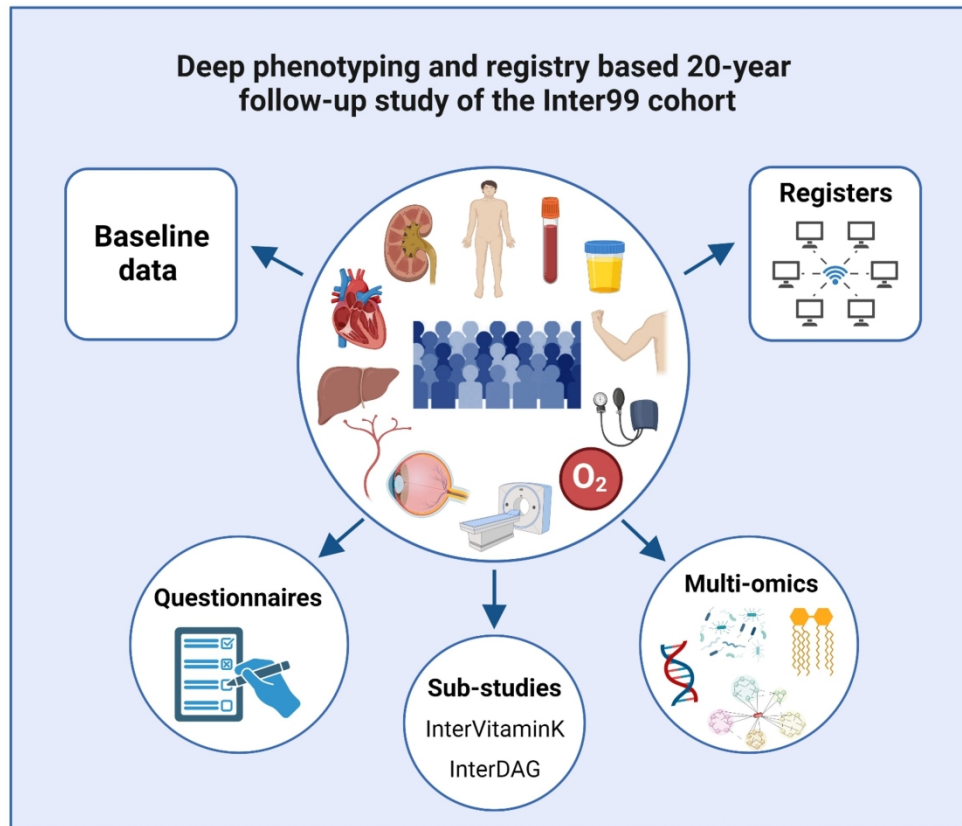 Deep phenotyping and registry based 20-year
follow-up study of the Inter99 cohort
Baseline
data
Registers
O₂
Questionnaires
Sub-studies
InterVitaminK
InterDAG
Multi-omics